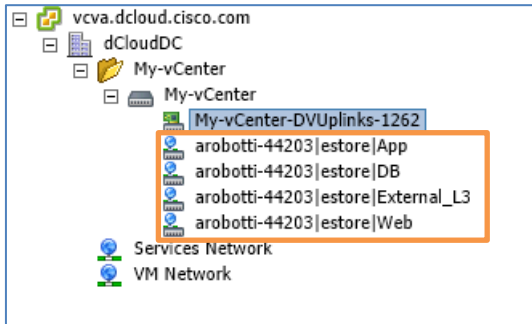 vcva.dcloud.cisco.com
dCloudDC
My-vCenter
My-vCenter
My-vCenter-DVUplinks-1262
arobotti-44203|estore|App
arobotti-44203|estore|DB
arobotti-44203|estore|External_L3
arobotti-44203|estore|Web
Services Network
VM Network